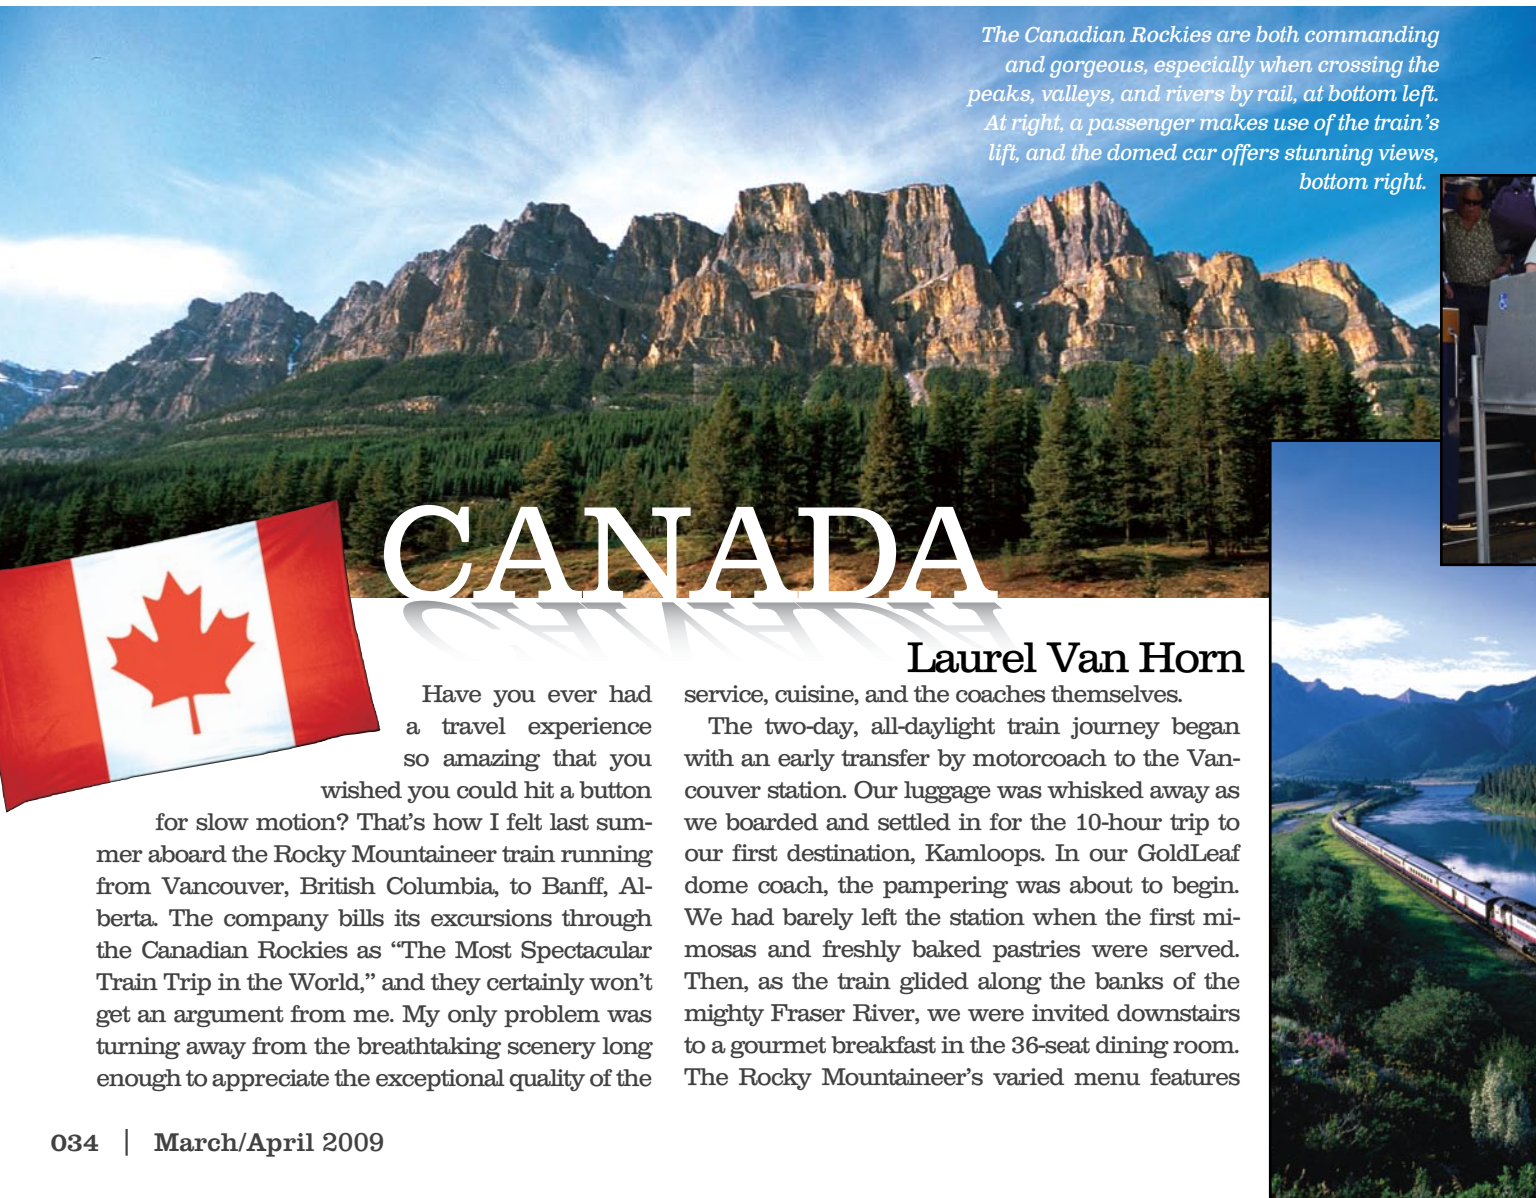 The Canadian Rockies are both commanding
and gorgeous, especially when crossing the
peaks, valleys, and rivers by rail, at bottom left.
At right, a passenger makes use of the train's
lift, and the domed car offers stunning views,
bottom right.
CANADA
Laurel Van Horn
Have you ever had
a travel experience
so amazing that you
wished you could hit a button
for slow motion? That's how I felt last sum-
mer aboard the Rocky Mountaineer train running
from Vancouver, British Columbia, to Banff, Al-
berta. The company bills its excursions through
the Canadian Rockies as “The Most Spectacular
Train Trip in the World,” and they certainly won't
get an argument from me. My only problem was
turning away from the breathtaking scenery long
enough to appreciate the exceptional quality of the
service, cuisine, and the coaches themselves.
The two-day, all-daylight train journey began
with an early transfer by motorcoach to the Van-
couver station. Our luggage was whisked away as
we boarded and settled in for the 10-hour trip to
our first destination, Kamloops. In our GoldLeaf
dome coach, the pampering was about to begin.
We had barely left the station when the first mi-
mosas and freshly baked pastries were served.
Then, as the train glided along the banks of the
mighty Fraser River, we were invited downstairs
to a gourmet breakfast in the 36-seat dining room.
The Rocky Mountaineer's varied menu features
034 | March/April 2009